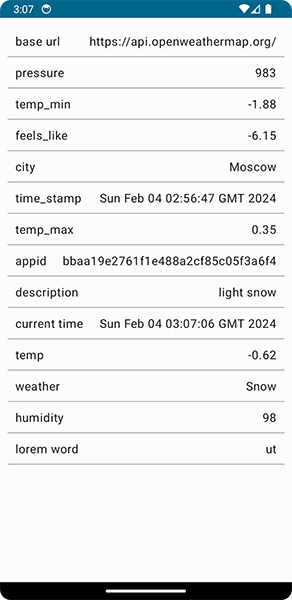 3:07
base url https://api.openweathermap.org/
pressure 983
temp_min -1.88
feels_like -6.15
city Moscow
time_stamp Sun Feb 04 02:56:47 GMT 2024
temp_max 0.35
appid bbaa19e2761f1e488a2cf85c05f3a6f4
description light snow
current time Sun Feb 04 03:07:06 GMT 2024
temp -0.62
weather Snow
humidity 98
lorem word ut